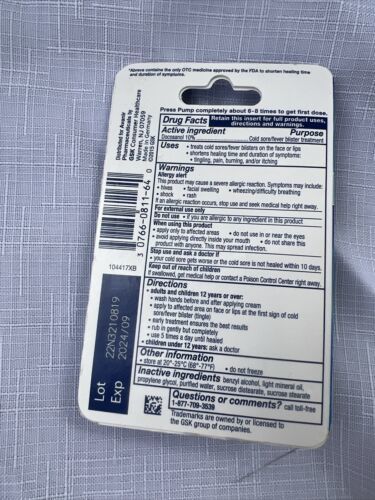 *Above contains the only OTC medicine approved by the FDA to shorten healing time
and duration of symptoms.
Press Pump completely about 6-8 times to get first dose.
Drug Facts
Retain this insert for full product uses,
directions and warnings.
Active ingredient
Purpose
Docosanol 10%
Cold sore/fever blister treatment
Uses
• treats cold sores/fever blisters on the face or lips
• shortens healing time and duration of symptoms:
• tingling, pain, burning, and/or itching
Warnings
Allergy alert
This product may cause a severe allergic reaction. Symptoms may include:
• hives • facial swelling • wheezing/difficulty breathing
• shock • rash
If an allergic reaction occurs, stop use and seek medical help right away.
For external use only
Do not use • if you are allergic to any ingredient in this product
When using this product
• apply only to affected areas • do not use in or near the eyes
• avoid applying directly inside your mouth • do not share this
product with anyone. This may spread infection.
Stop use and ask a doctor if
• your cold sore gets worse or the cold sore is not healed within 10 days.
Keep out of reach of children
If swallowed, get medical help or contact a Poison Control Center right away.
Directions
• adults and children 12 years or over:
• wash hands before and after applying cream
• apply to affected area on face or lips at the first sign of cold
sore/fever blister (tingle)
• early treatment ensures the best results
• rub in gently but completely
• use 5 times a day until healed
• children under 12 years: ask a doctor
Other information
• store at 20°-25°C (68°-77°F) • do not freeze
Inactive ingredients benzyl alcohol, light mineral oil,
propylene glycol, purified water, sucrose distearate, sucrose stearate
Questions or comments? call toll-free
1-877-709-3539
Trademarks are owned by or licensed to
the GSK group of companies.
Distributed by: Avanir
Pharmaceuticals by
GSK Consumer Healthcare
Warren, NJ 07059
Made in Germany
©2015 GSK
3 0766-0811-64 0
104417XB
Lot 22N3210819
Exp 2024/09